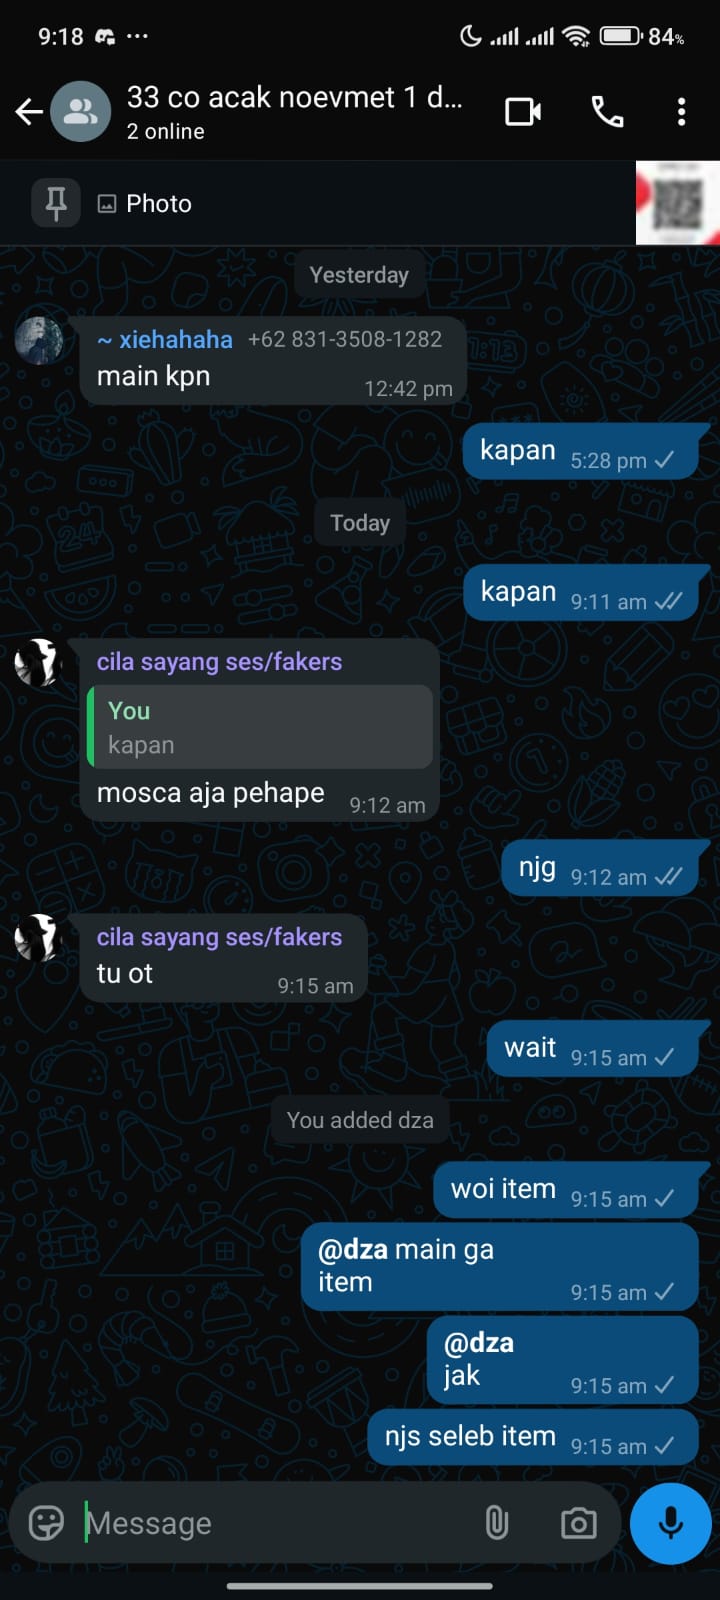 9:18
84%
33 co acak noevmet 1 d...
2 online
Photo
Yesterday
~ xiehahaha +62 831-3508-1282
main kpn
12:42 pm
kapan 5:28 pm
Today
kapan 9:11 am
cila sayang ses/fakers
You
kapan
mosca aja pehape 9:12 am
njg 9:12 am
cila sayang ses/fakers
tu ot 9:15 am
wait 9:15 am
You added dza
woi item 9:15 am
@dza main ga
item 9:15 am
@dza
jak 9:15 am
njs seleb item 9:15 am
Message